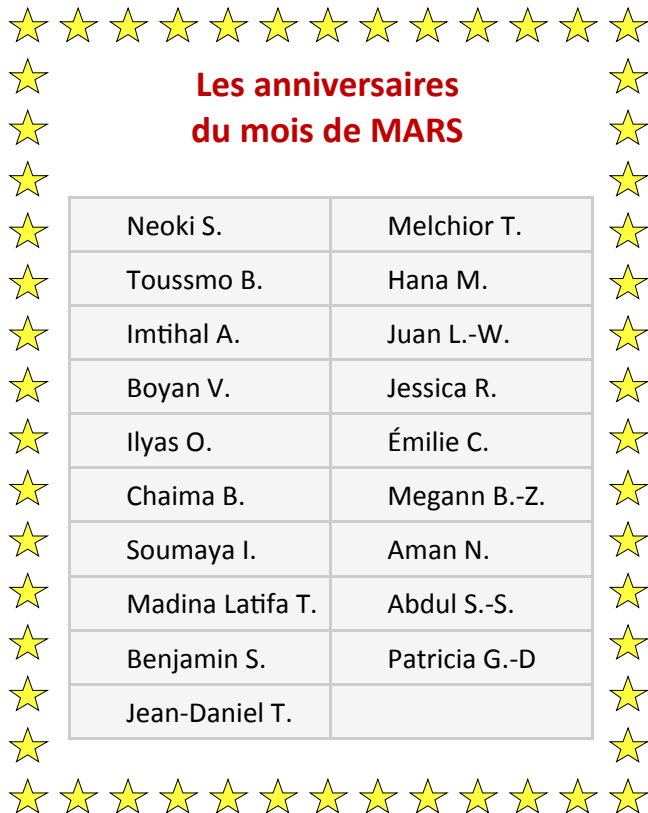 Les anniversaires
du mois de MARS
Neoki S. Melchior T.
Toussmo B. Hana M.
Imtihal A. Juan L.-W.
Boyan V. Jessica R.
Ilyas O. Émilie C.
Chaima B. Megann B.-Z.
Soumaya I. Aman N.
Madina Latifa T. Abdul S.-S.
Benjamin S. Patricia G.-D
Jean-Daniel T.